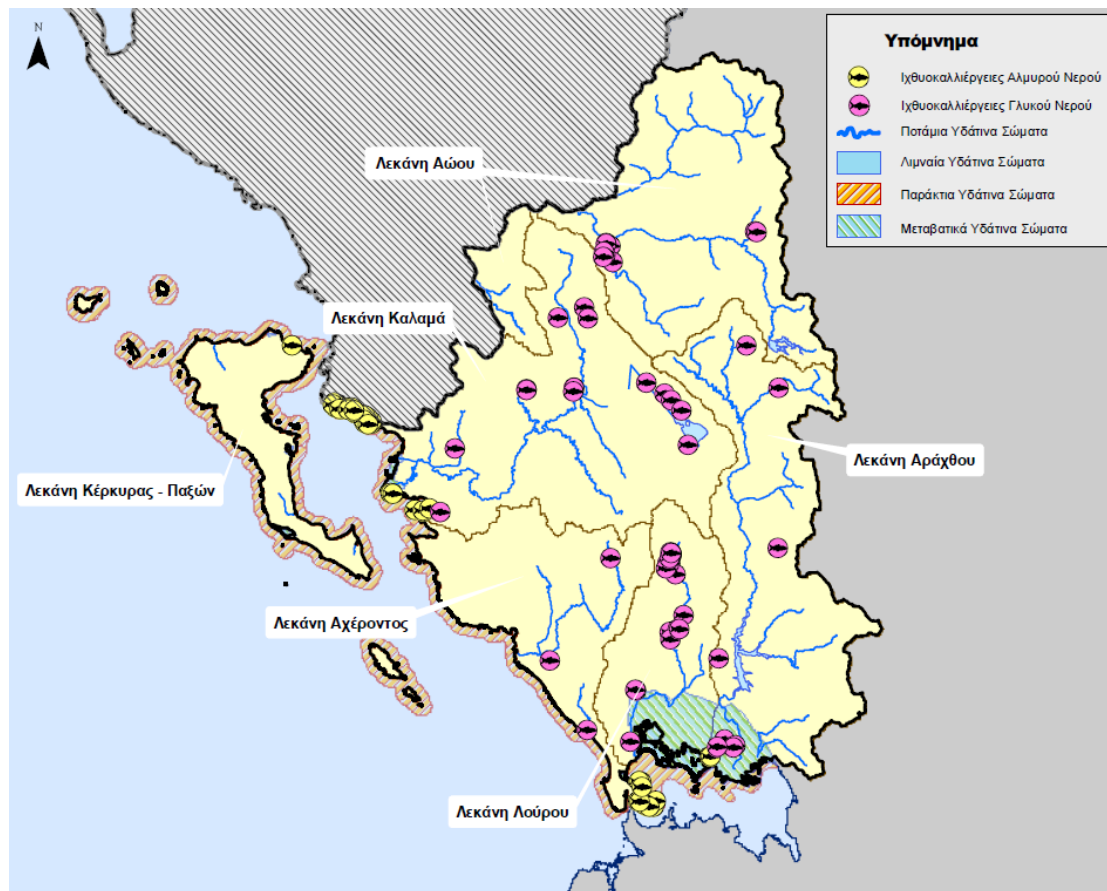 N
Υπόμνημα
Ιχθυοκαλλιέργειες Αλμυρού Νερού
Ιχθυοκαλλιέργειες Γλυκού Νερού
Ποτάμια Υδάτινα Σώματα
Λιμναία Υδάτινα Σώματα
Παράκτια Υδάτινα Σώματα
Μεταβατικά Υδάτινα Σώματα
Λεκάνη Αώου
Λεκάνη Καλαμά
Λεκάνη Αράχθου
Λεκάνη Κέρκυρας - Παξών
Λεκάνη Αχέροντος
Λεκάνη Λούρου